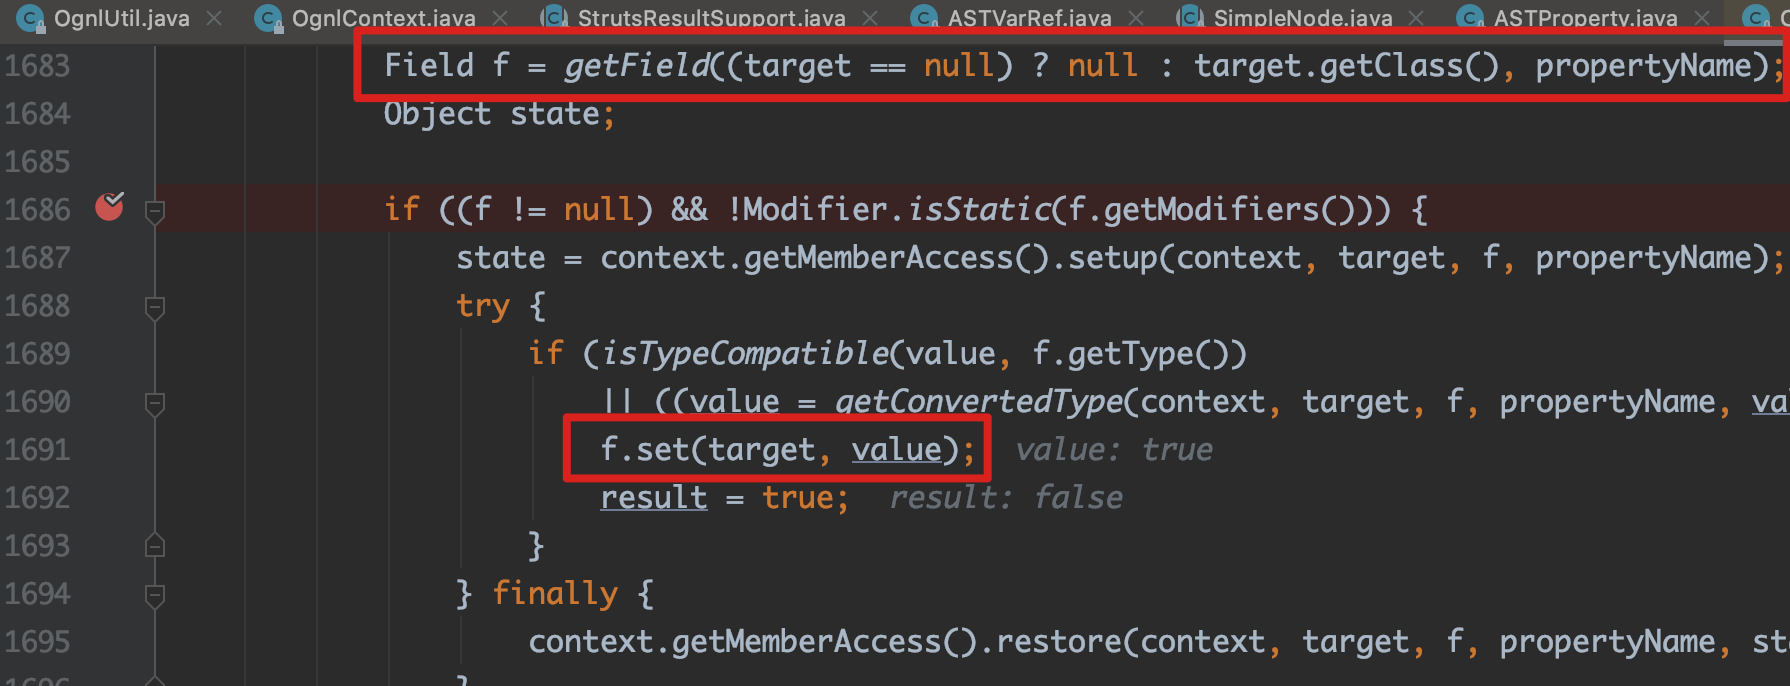 OgnlUtil.java × OgnlContext.java × StrutsResultSupport.java × ASTVarRef.java × SimpleNode.java × ASTProperty.java ×
1683 Field f = getField((target == null) ? null : target.getClass(), propertyName);
1684 Object state;
1685
1686 if ((f != null) && !Modifier.isStatic(f.getModifiers())) {
1687 state = context.getMemberAccess().setup(context, target, f, propertyName);
1688 try {
1689 if (isTypeCompatible(value, f.getType())
1690 || ((value = getConvertedType(context, target, f, propertyName, va
1691 f.set(target, value); value: true
1692 result = true; result: false
1693 }
1694 } finally {
1695 context.getMemberAccess().restore(context, target, f, propertyName, st
1696 }